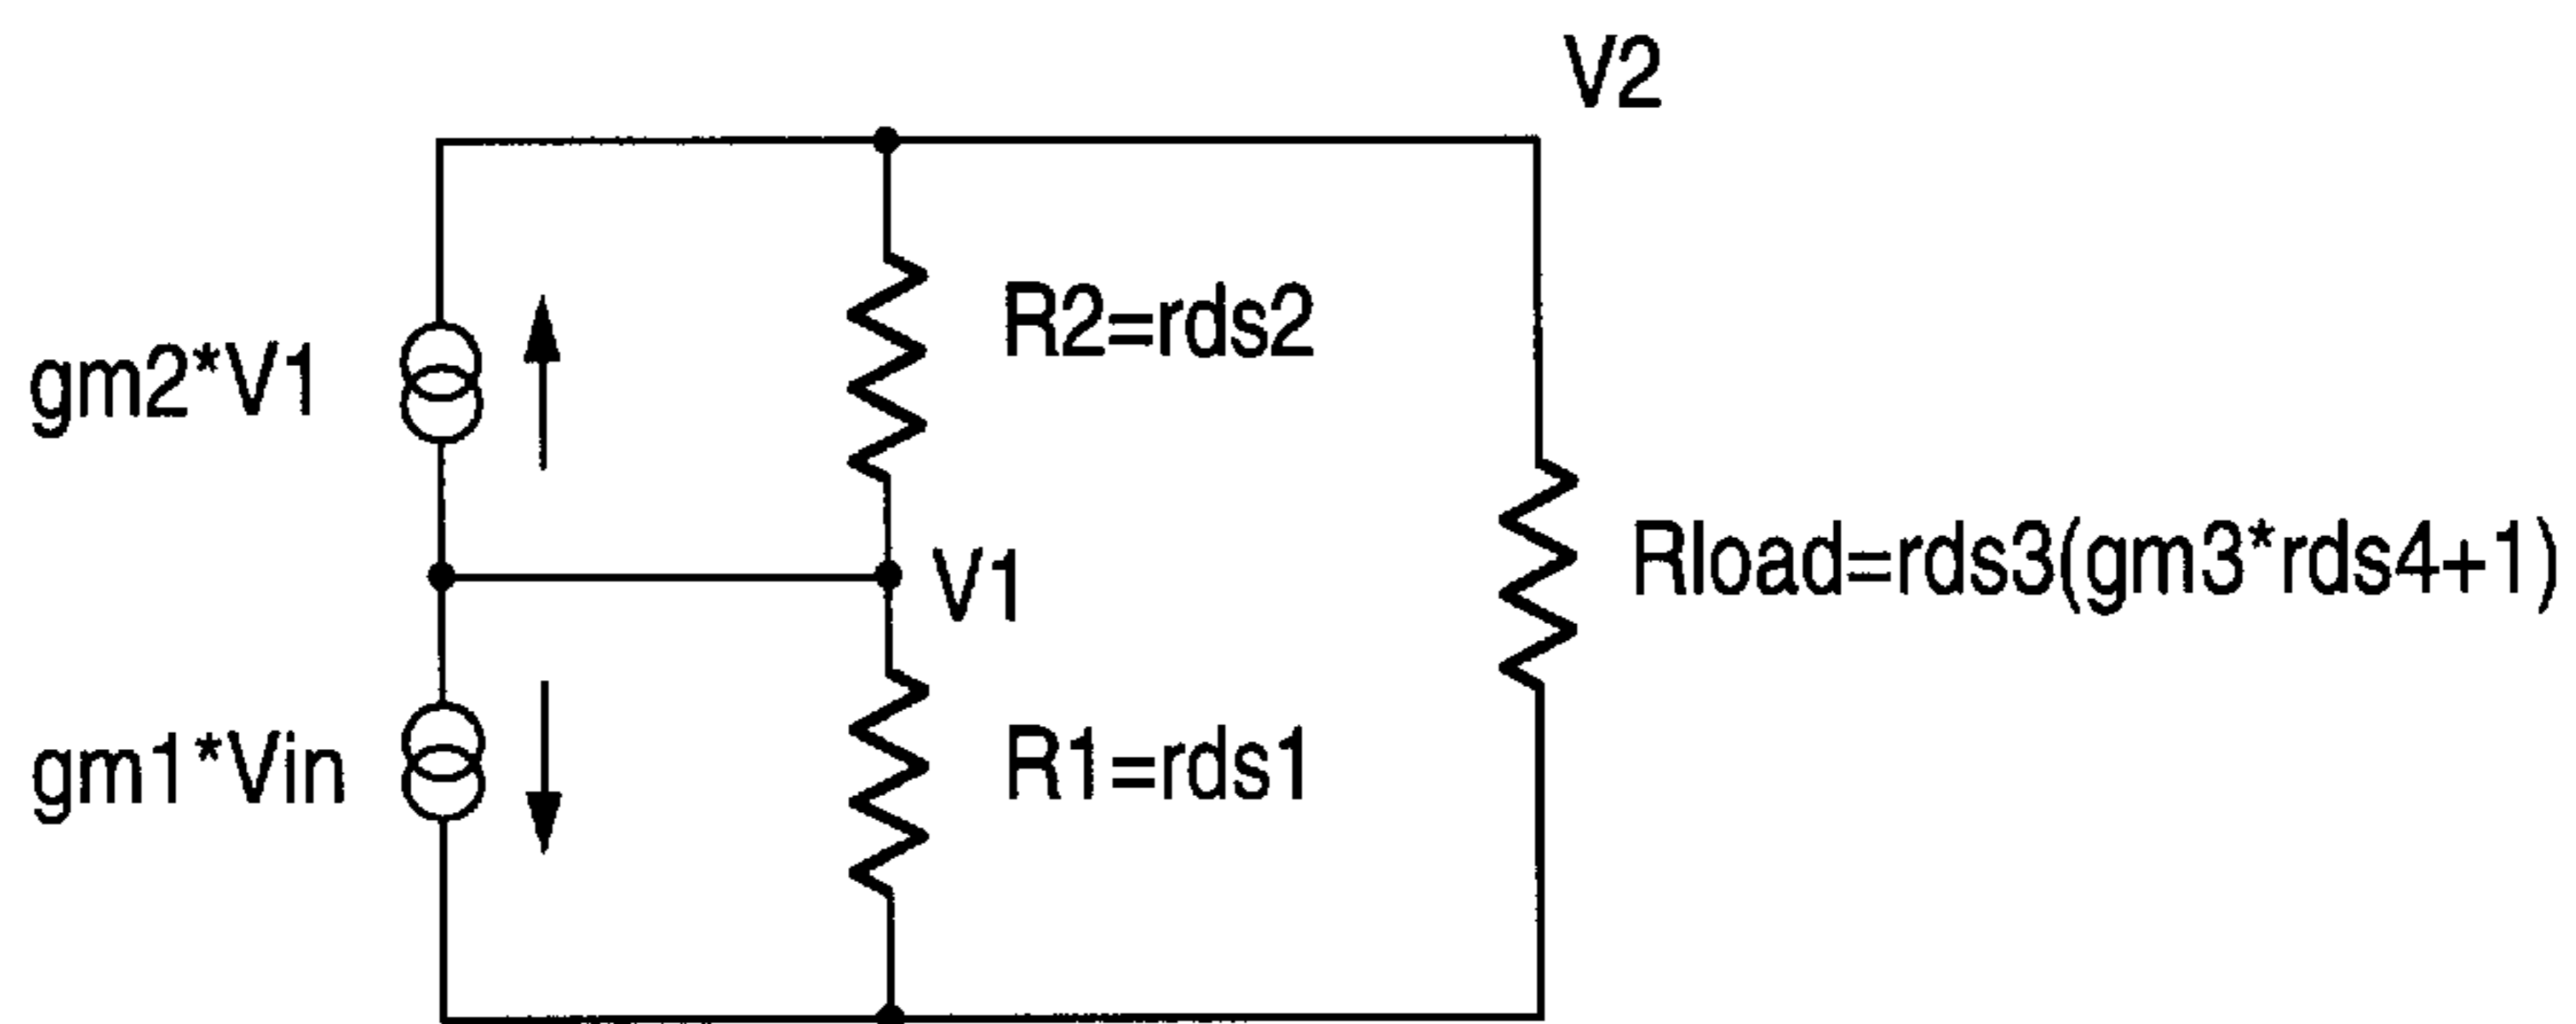 V2
R2=rds2
gm2*V1
Rload=rds3(gm3*rds4+1)
V1
R1=rds1
gm1*Vin